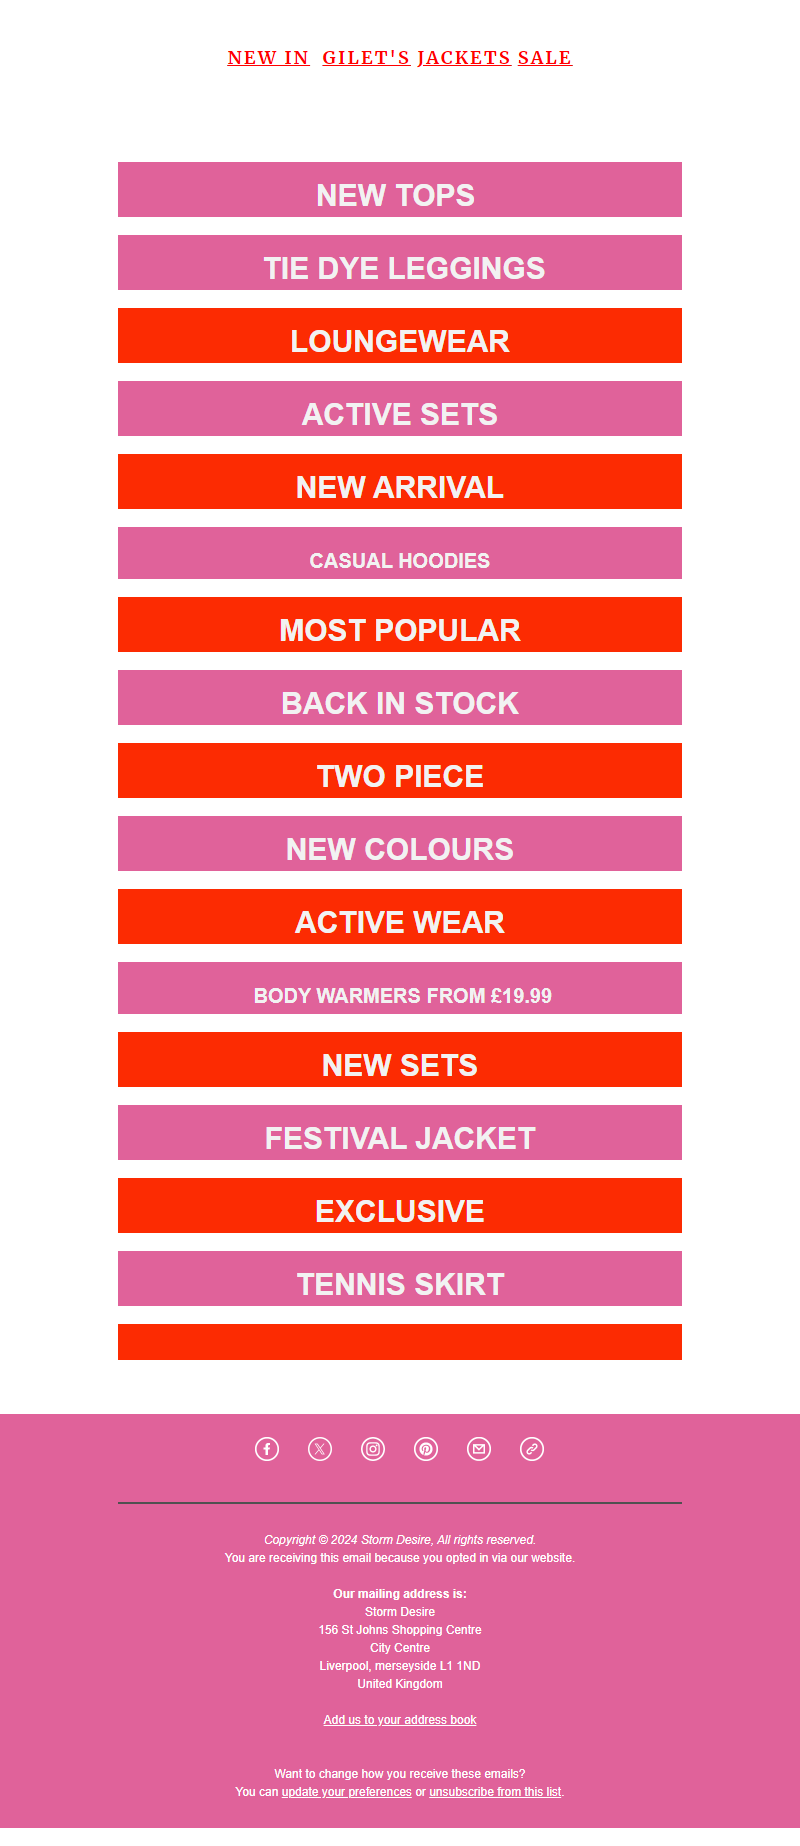 NEW IN GILET'S JACKETS SALE
NEW TOPS
TIE DYE LEGGINGS
LOUNGEWEAR
ACTIVE SETS
NEW ARRIVAL
CASUAL HOODIES
MOST POPULAR
BACK IN STOCK
TWO PIECE
NEW COLOURS
ACTIVE WEAR
BODY WARMERS FROM £19.99
NEW SETS
FESTIVAL JACKET
EXCLUSIVE
TENNIS SKIRT
Copyright © 2024 Storm Desire, All rights reserved.
You are receiving this email because you opted in via our website.
Our mailing address is:
Storm Desire
156 St Johns Shopping Centre
City Centre
Liverpool, merseyside L1 1ND
United Kingdom
Add us to your address book
Want to change how you receive these emails?
You can update your preferences or unsubscribe from this list.